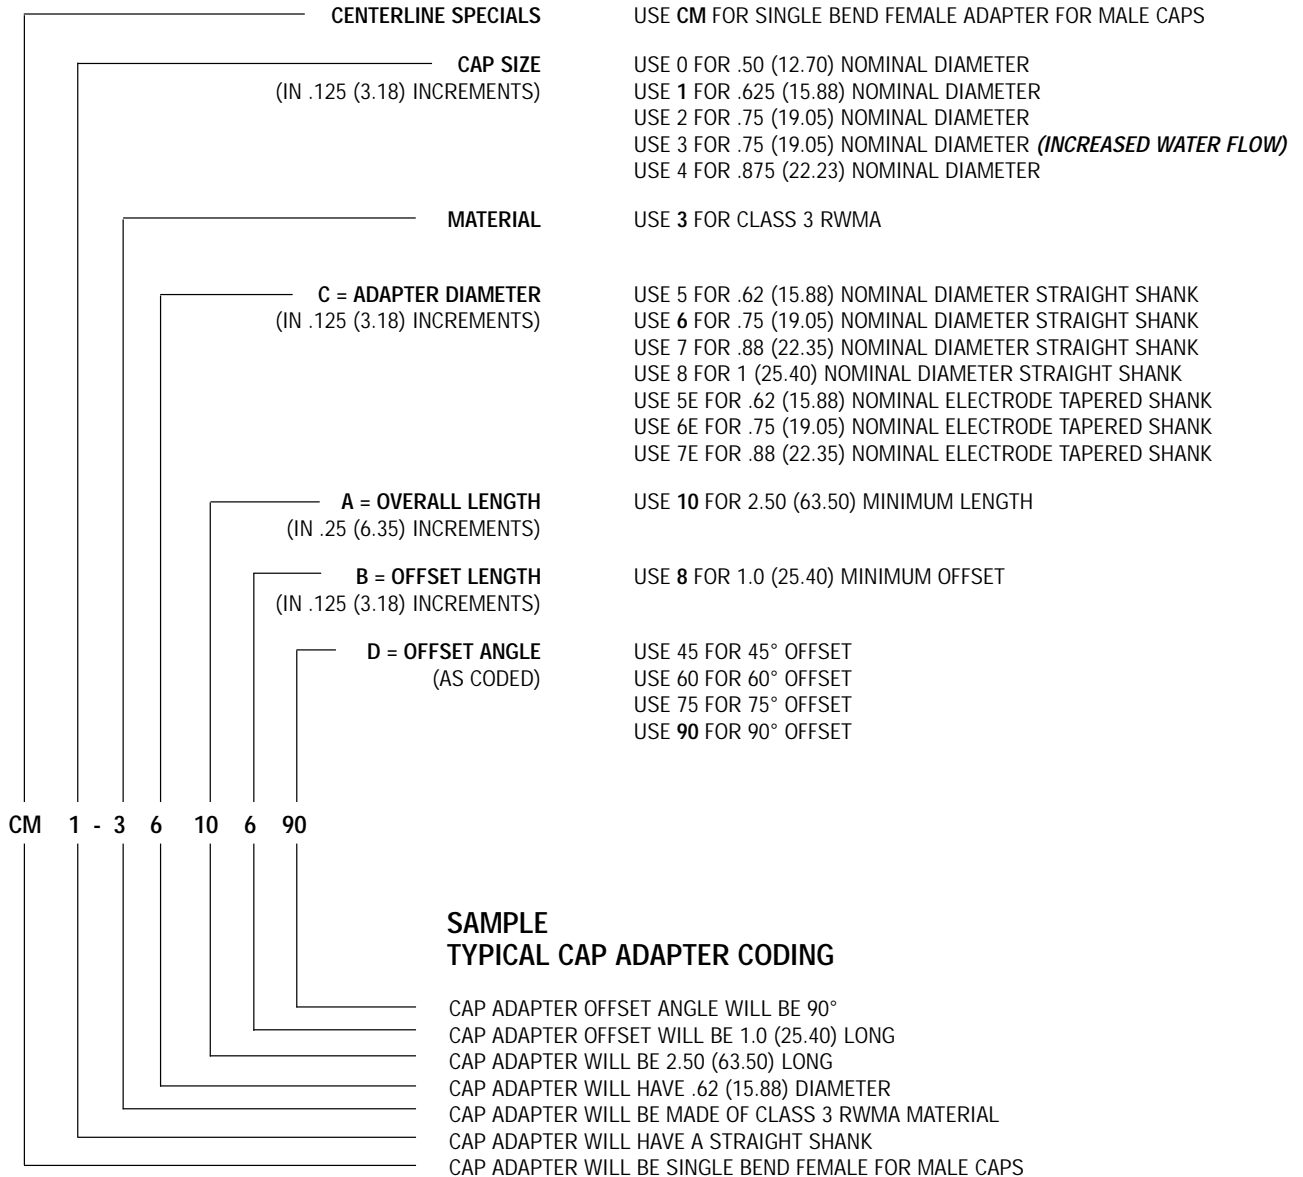 CENTERLINE SPECIALS USE CM FOR SINGLE BEND FEMALE ADAPTER FOR MALE CAPS
CAP SIZE USE 0 FOR .50 (12.70) NOMINAL DIAMETER
(IN .125 (3.18) INCREMENTS) USE 1 FOR .625 (15.88) NOMINAL DIAMETER
USE 2 FOR .75 (19.05) NOMINAL DIAMETER
USE 3 FOR .75 (19.05) NOMINAL DIAMETER (INCREASED WATER FLOW)
USE 4 FOR .875 (22.23) NOMINAL DIAMETER
MATERIAL USE 3 FOR CLASS 3 RWMA
C = ADAPTER DIAMETER USE 5 FOR .62 (15.88) NOMINAL DIAMETER STRAIGHT SHANK
(IN .125 (3.18) INCREMENTS) USE 6 FOR .75 (19.05) NOMINAL DIAMETER STRAIGHT SHANK
USE 7 FOR .88 (22.35) NOMINAL DIAMETER STRAIGHT SHANK
USE 8 FOR 1 (25.40) NOMINAL DIAMETER STRAIGHT SHANK
USE 5E FOR .62 (15.88) NOMINAL ELECTRODE TAPERED SHANK
USE 6E FOR .75 (19.05) NOMINAL ELECTRODE TAPERED SHANK
USE 7E FOR .88 (22.35) NOMINAL ELECTRODE TAPERED SHANK
A = OVERALL LENGTH USE 10 FOR 2.50 (63.50) MINIMUM LENGTH
(IN .25 (6.35) INCREMENTS)
B = OFFSET LENGTH USE 8 FOR 1.0 (25.40) MINIMUM OFFSET
(IN .125 (3.18) INCREMENTS)
D = OFFSET ANGLE USE 45 FOR 45° OFFSET
(AS CODED) USE 60 FOR 60° OFFSET
USE 75 FOR 75° OFFSET
USE 90 FOR 90° OFFSET
CM 1 - 3 6 10 6 90
SAMPLE
TYPICAL CAP ADAPTER CODING
CAP ADAPTER OFFSET ANGLE WILL BE 90°
CAP ADAPTER OFFSET WILL BE 1.0 (25.40) LONG
CAP ADAPTER WILL BE 2.50 (63.50) LONG
CAP ADAPTER WILL HAVE .62 (15.88) DIAMETER
CAP ADAPTER WILL BE MADE OF CLASS 3 RWMA MATERIAL
CAP ADAPTER WILL HAVE A STRAIGHT SHANK
CAP ADAPTER WILL BE SINGLE BEND FEMALE FOR MALE CAPS